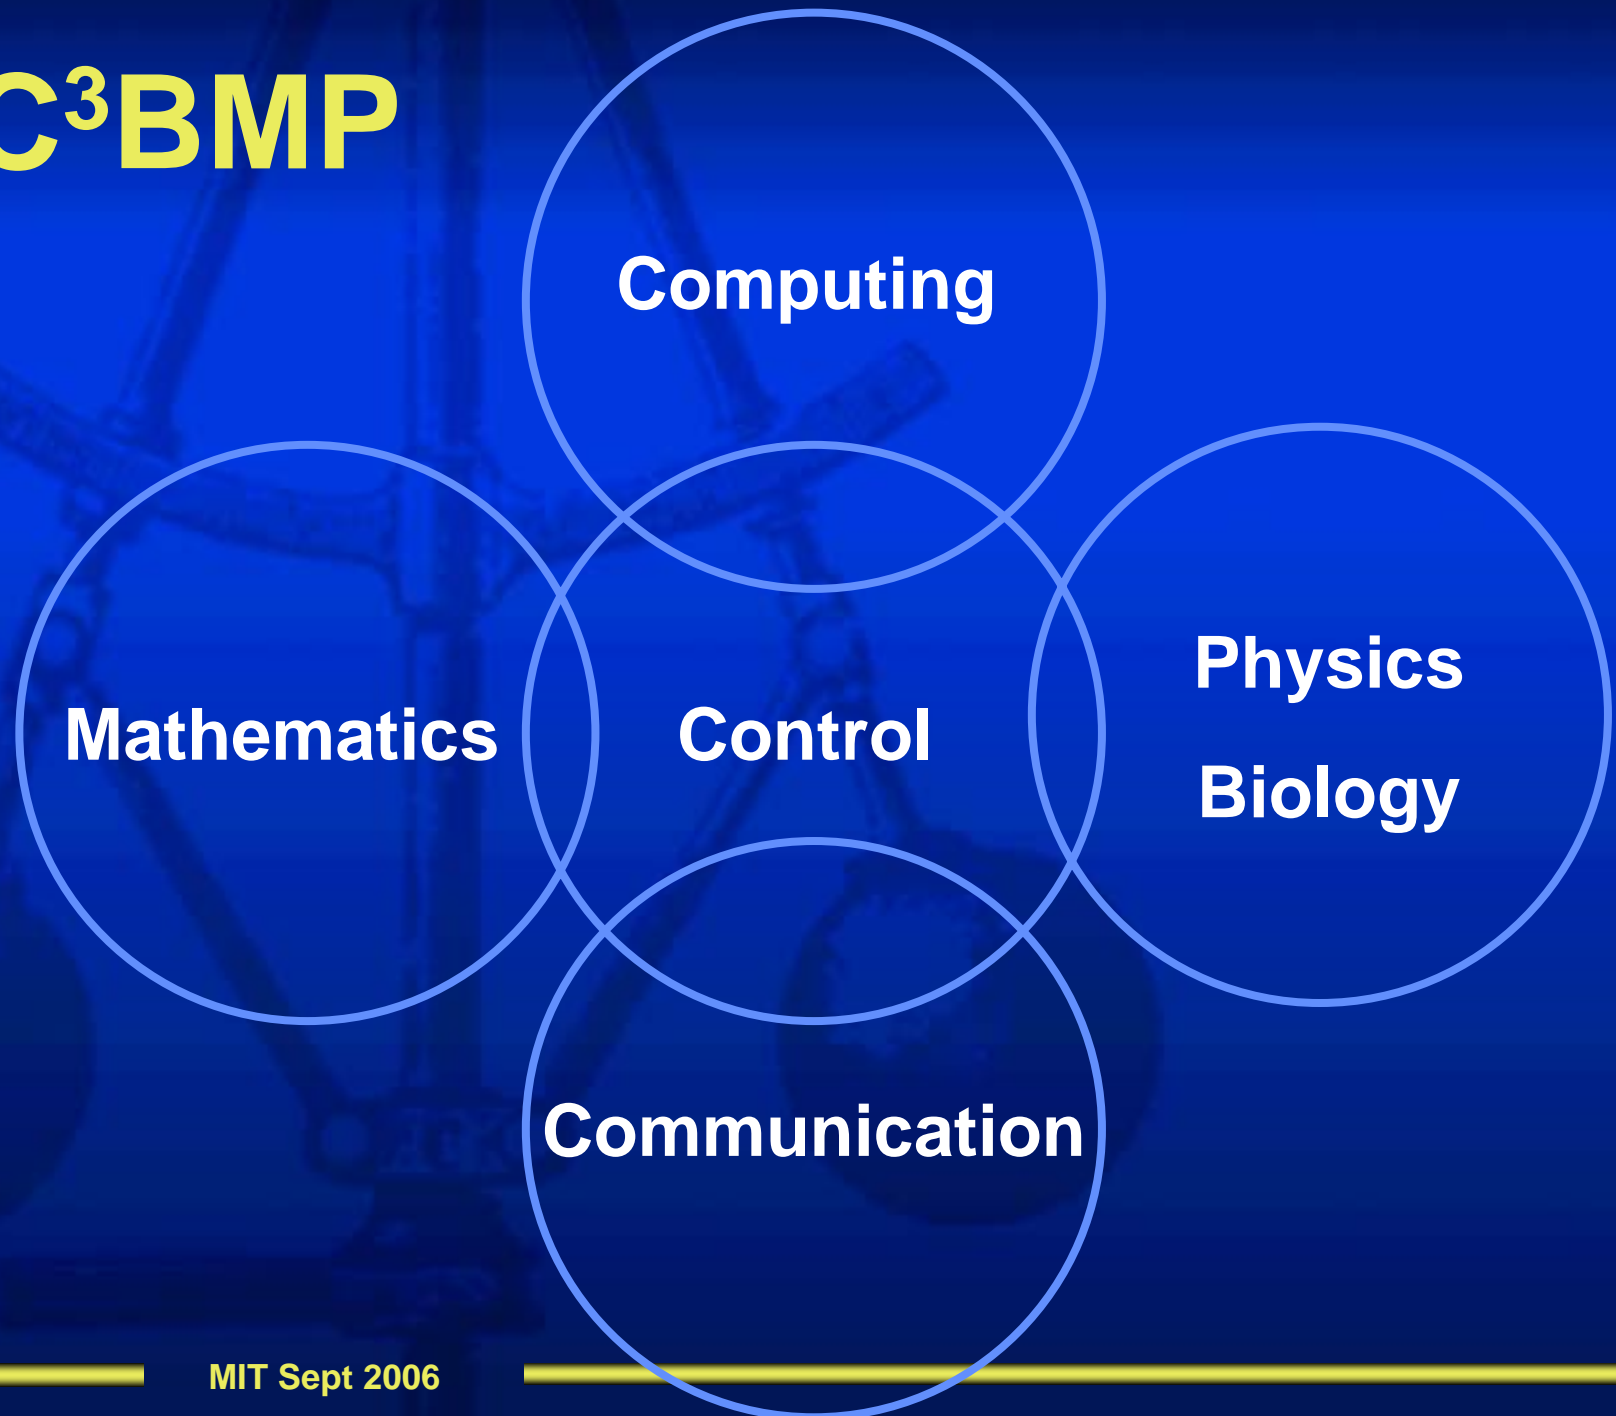 C³BMP
Computing
Mathematics
Control
Physics
Biology
Communication
MIT Sept 2006